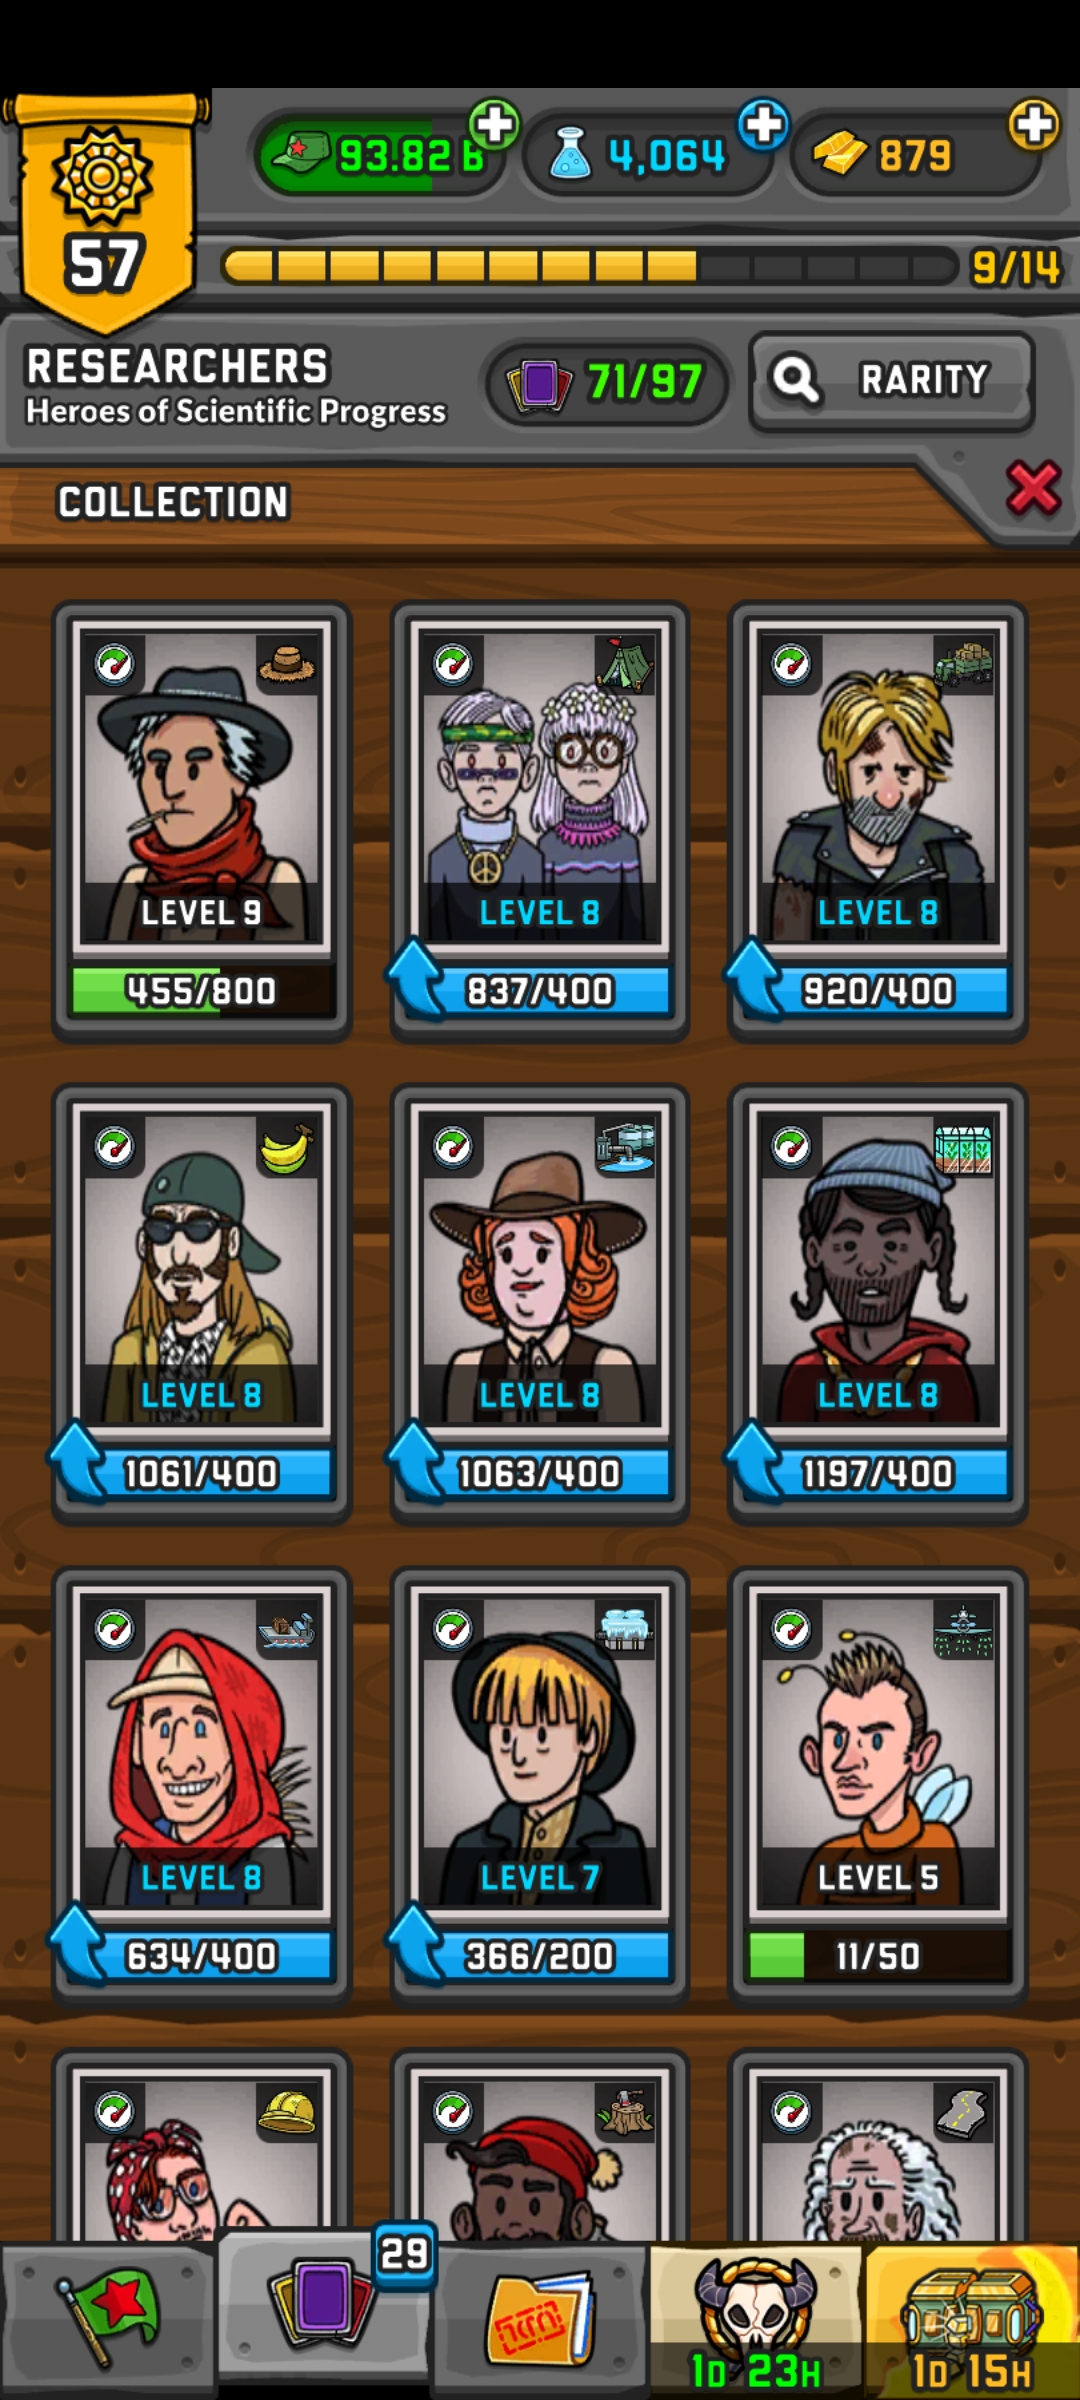 93.82 B
4,064
879
57
9/14
RESEARCHERS
Heroes of Scientific Progress
71/97
RARITY
COLLECTION
LEVEL 9
LEVEL 8
LEVEL 8
455/800
837/400
920/400
LEVEL 8
LEVEL 8
LEVEL 8
1061/400
1063/400
1197/400
LEVEL 8
LEVEL 7
LEVEL 5
634/400
366/200
11/50
29
1D 23H
1D 15H